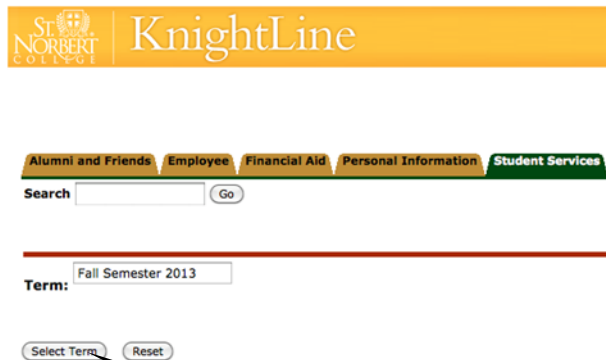 ST.
NORBERT
COLLEGE
KnightLine
Alumni and Friends Employee Financial Aid Personal Information Student Services
Search Go
Term: Fall Semester 2013
Select Term Reset